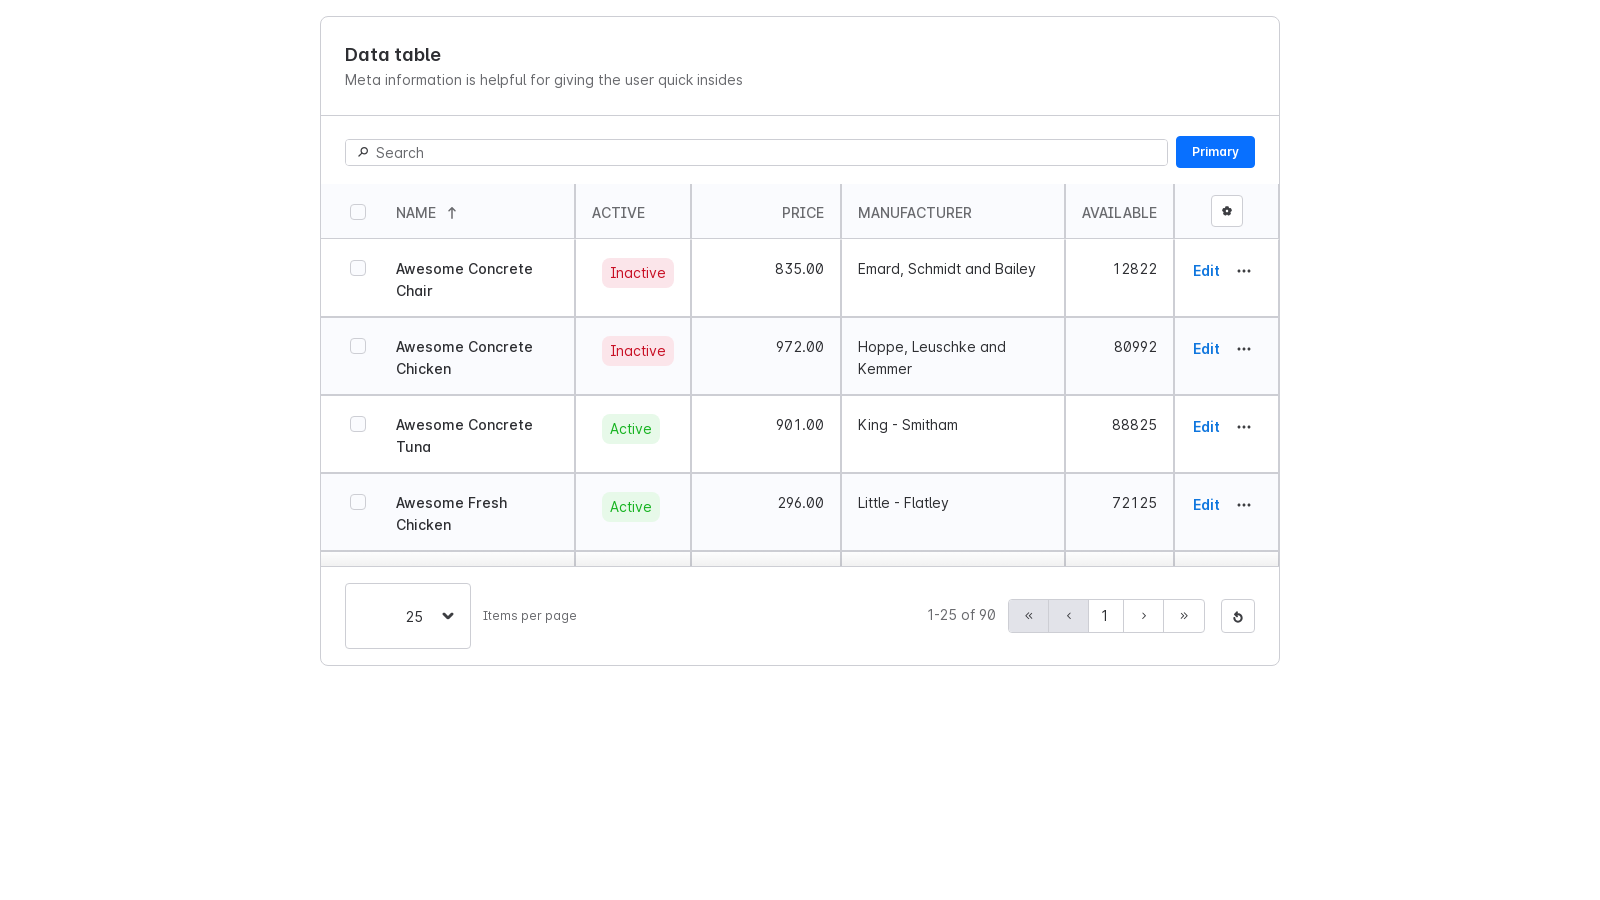 Data table
Meta information is helpful for giving the user quick insides
Search
Primary
NAME ACTIVE PRICE MANUFACTURER AVAILABLE
Awesome Concrete Chair Inactive 835.00 Emard, Schmidt and Bailey 12822 Edit
Awesome Concrete Chicken Inactive 972.00 Hoppe, Leuschke and Kemmer 80992 Edit
Awesome Concrete Tuna Active 901.00 King - Smitham 88825 Edit
Awesome Fresh Chicken Active 296.00 Little - Flatley 72125 Edit
25 Items per page 1-25 of 90 « ‹ 1 › »